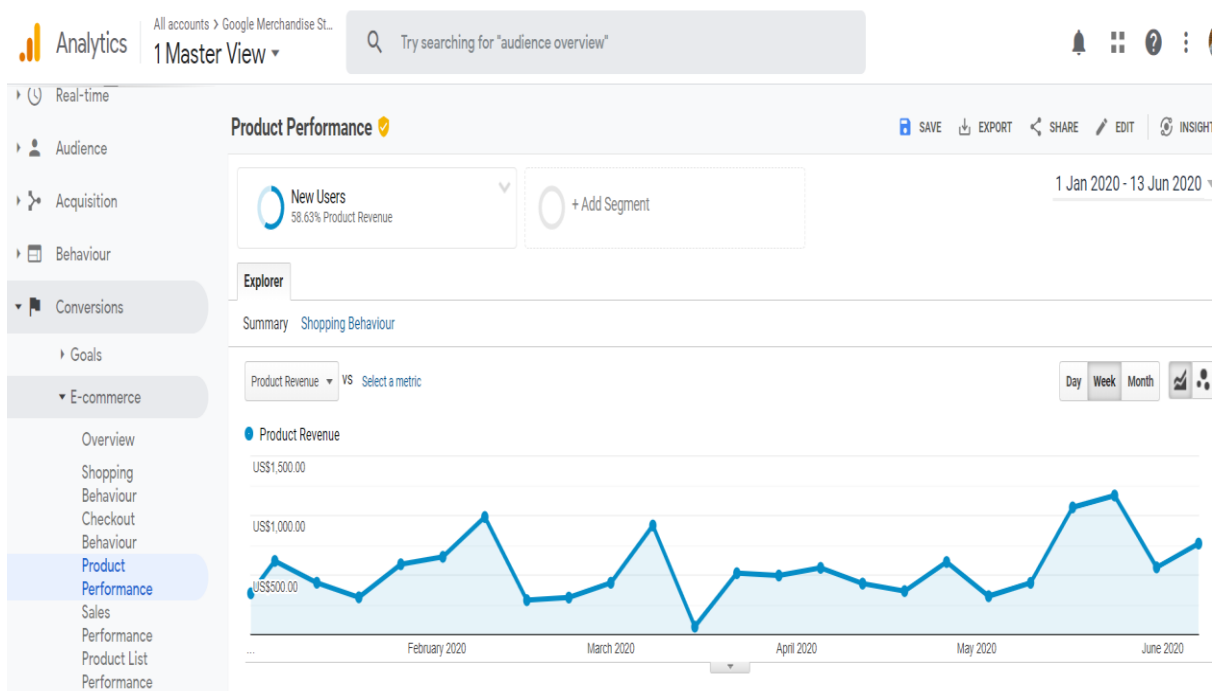 All accounts > Google Merchandise St...
Analytics
1 Master View
Try searching for "audience overview"
Real-time
Audience
Acquisition
Behaviour
Conversions
Goals
E-commerce
Overview
Shopping
Behaviour
Checkout
Behaviour
Product
Performance
Sales
Performance
Product List
Performance
Product Performance
SAVE
EXPORT
SHARE
EDIT
INSIGHT
New Users
58.63% Product Revenue
+ Add Segment
1 Jan 2020 - 13 Jun 2020
Explorer
Summary Shopping Behaviour
Product Revenue VS Select a metric
Day Week Month
Product Revenue
US$1,500.00
US$1,000.00
US$500.00
... February 2020 March 2020 April 2020 May 2020 June 2020